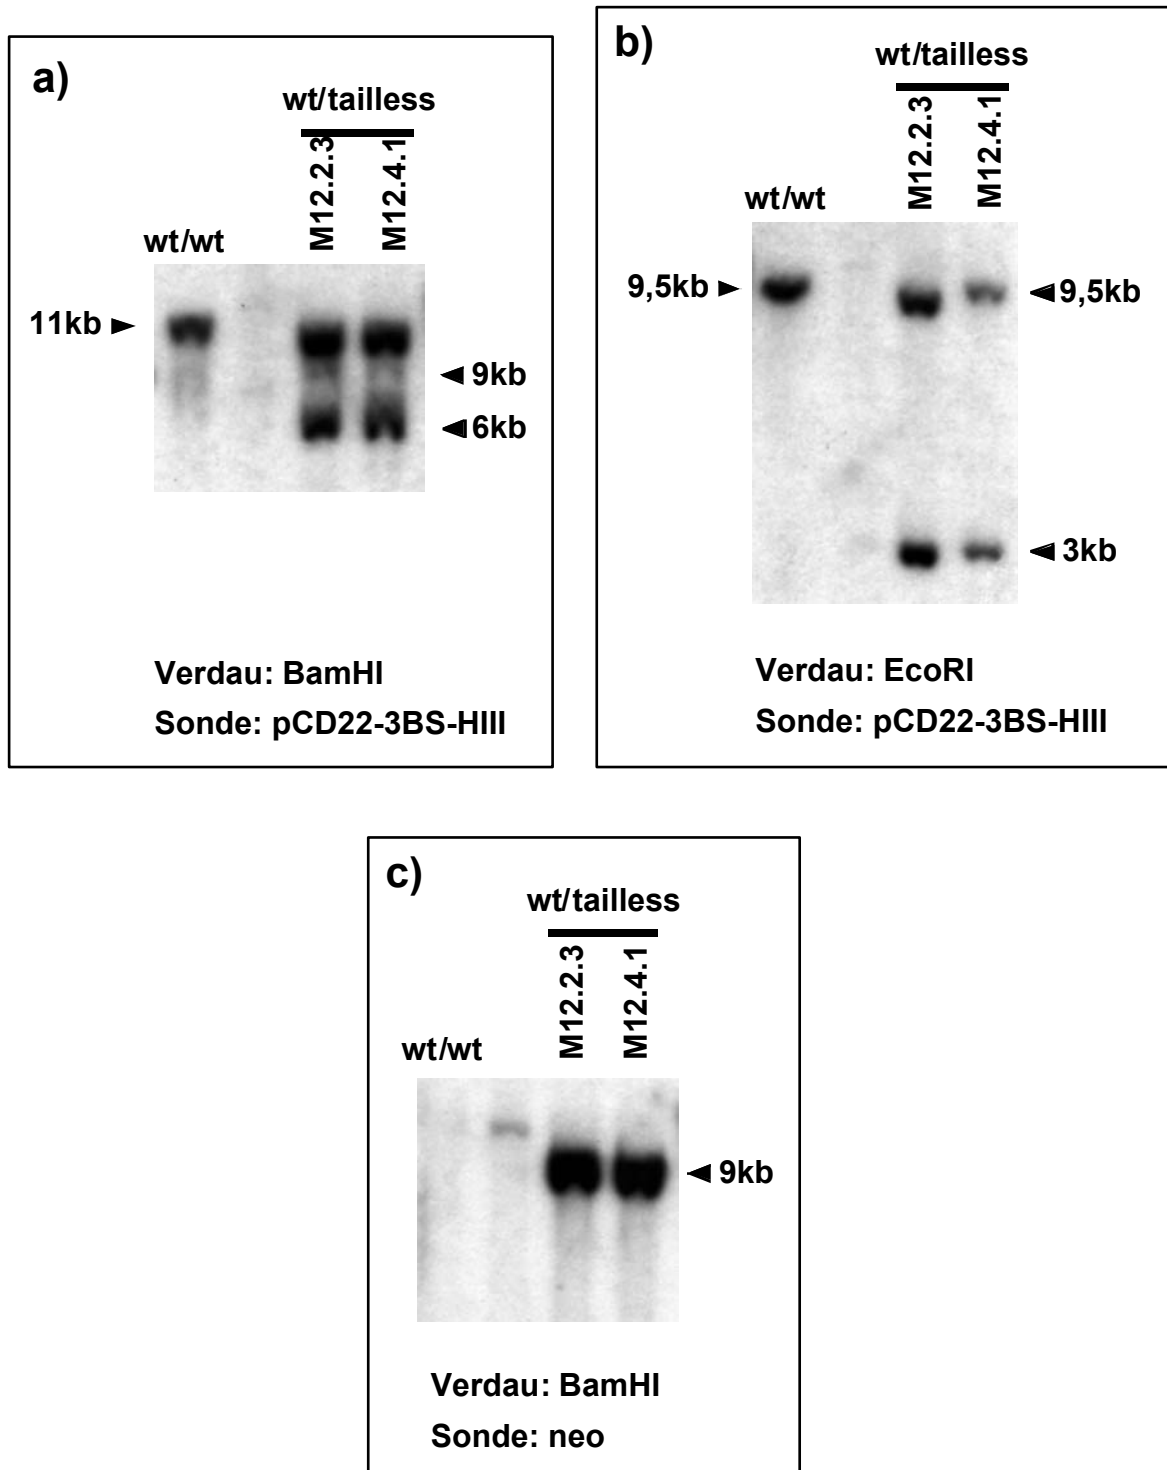 a)
wt/tailless
M12.2.3
M12.4.1
wt/wt
11kb
9kb
6kb
Verdau: BamHI
Sonde: pCD22-3BS-HIII
b)
wt/tailless
M12.2.3
M12.4.1
wt/wt
9,5kb
9,5kb
3kb
Verdau: EcoRI
Sonde: pCD22-3BS-HIII
c)
wt/tailless
M12.2.3
M12.4.1
wt/wt
9kb
Verdau: BamHI
Sonde: neo